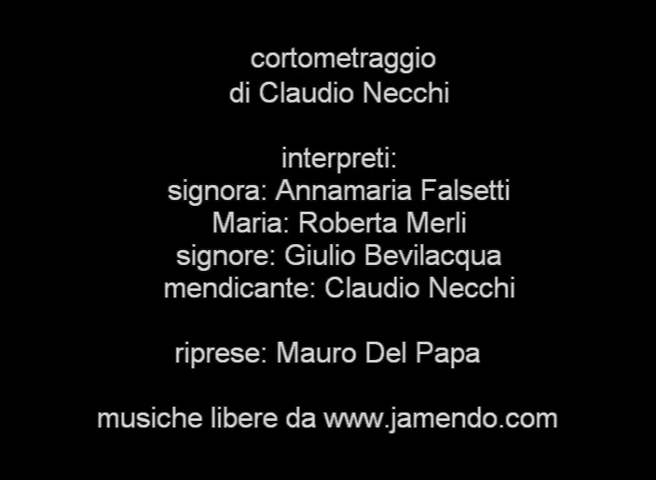 cortometraggio
di Claudio Necchi
interpreti:
signora: Annamaria Falsetti
Maria: Roberta Merli
signore: Giulio Bevilacqua
mendicante: Claudio Necchi
riprese: Mauro Del Papa
musiche libere da www.jamendo.com